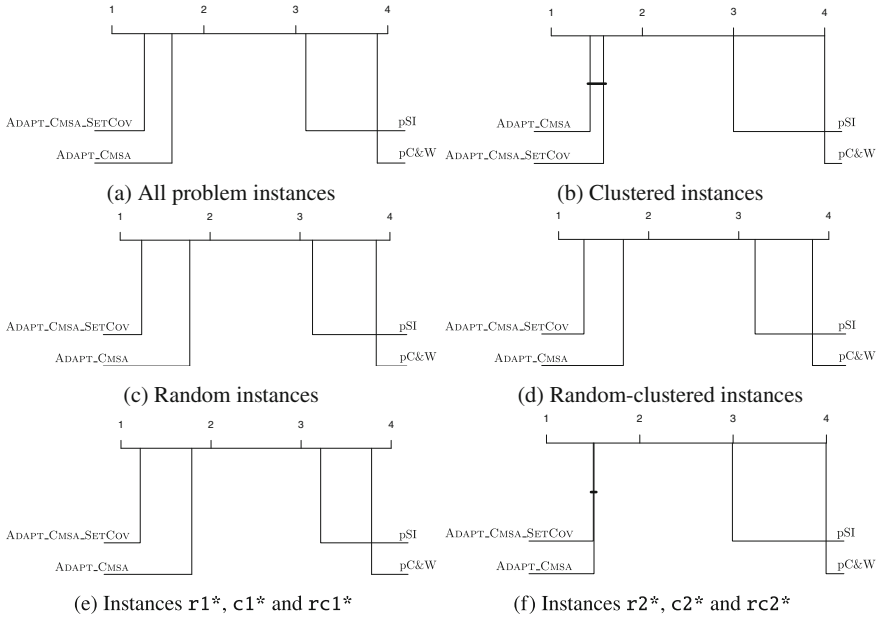 1 2 3 4
ADAPT_CMSA_SETCOV pSI
ADAPT_CMSA pC&W
(a) All problem instances
1 2 3 4
ADAPT_CMSA pSI
ADAPT_CMSA_SETCOV pC&W
(b) Clustered instances
1 2 3 4
ADAPT_CMSA_SETCOV pSI
ADAPT_CMSA pC&W
(c) Random instances
1 2 3 4
ADAPT_CMSA_SETCOV pSI
ADAPT_CMSA pC&W
(d) Random-clustered instances
1 2 3 4
ADAPT_CMSA_SETCOV pSI
ADAPT_CMSA pC&W
(e) Instances r1*, c1* and rc1*
1 2 3 4
ADAPT_CMSA_SETCOV pSI
ADAPT_CMSA pC&W
(f) Instances r2*, c2* and rc2*